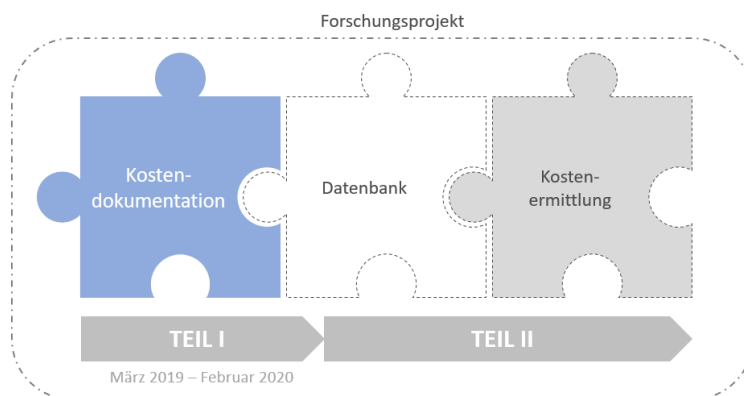 Forschungsprojekt
Kosten-
dokumentation
Datenbank
Kosten-
ermittlung
TEIL I
TEIL II
März 2019 – Februar 2020